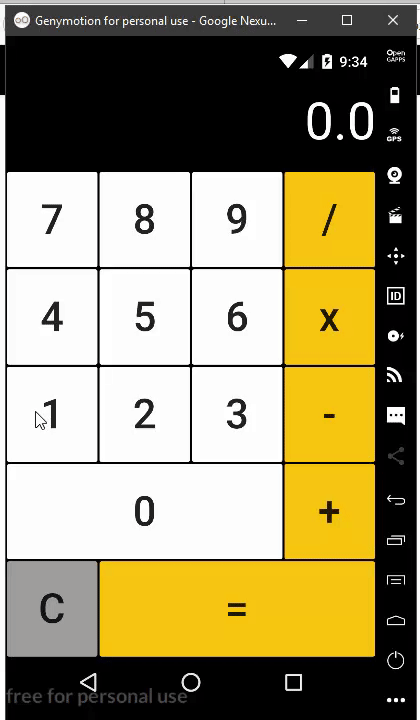 Genymotion for personal use - Google Nexu...
9:34
Open
GAPPS
GPS
0.0
7 8 9 /
4 5 6 x
ID
1 2 3 -
0 +
C =
free for personal use